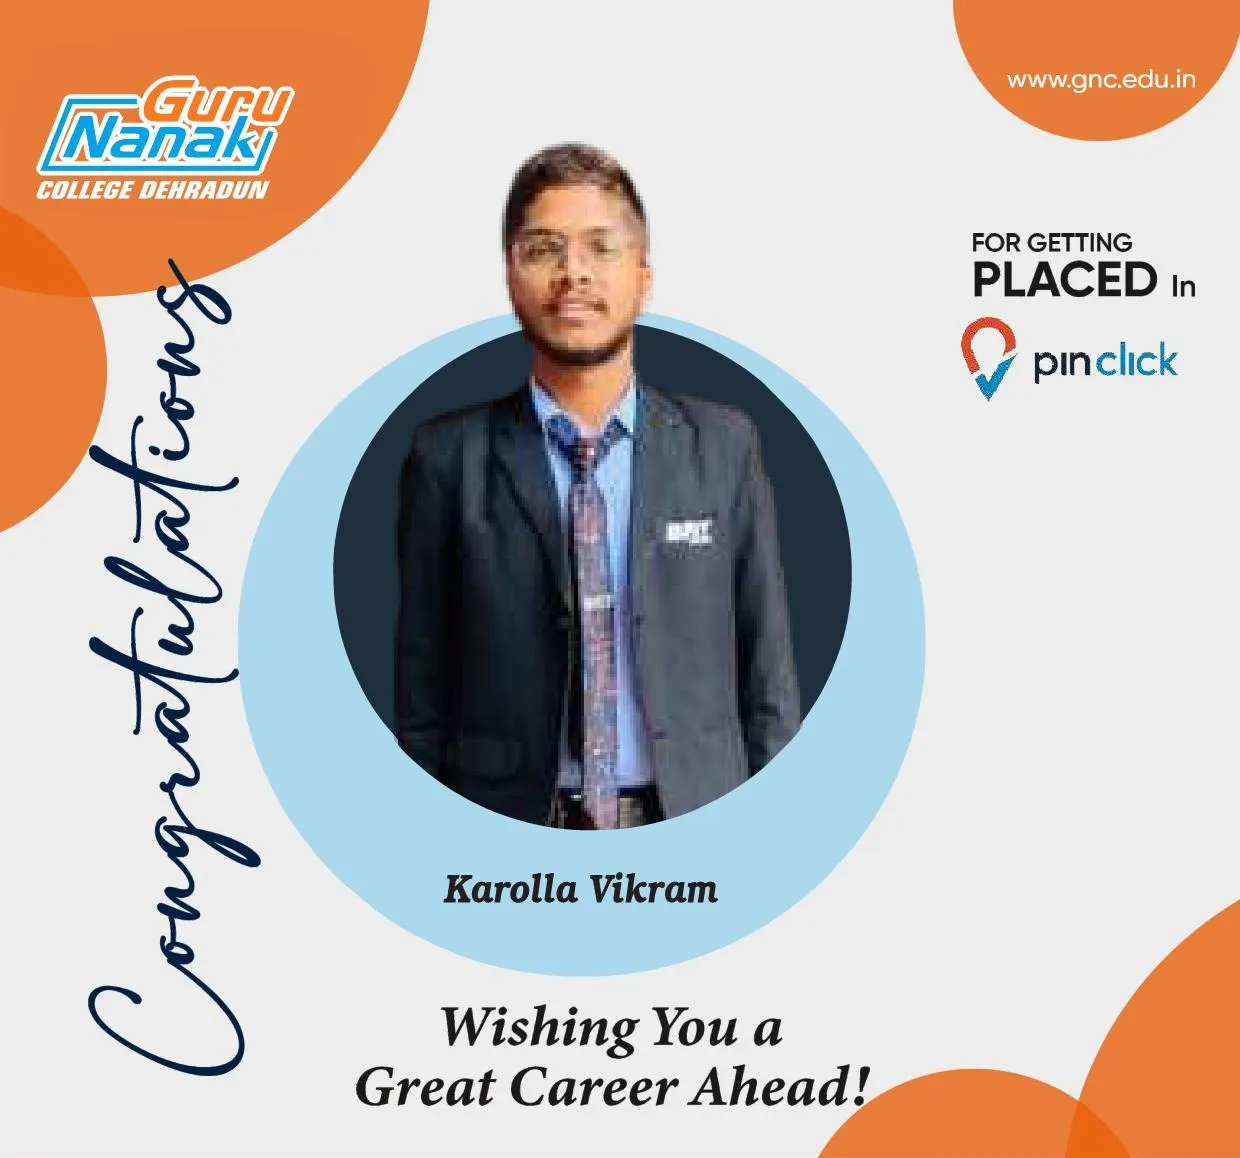 Guru
Nanak
COLLEGE DEHRADUN
www.gnc.edu.in
Congratulations
FOR GETTING
PLACED In
pinclick
Karolla Vikram
Wishing You a
Great Career Ahead!